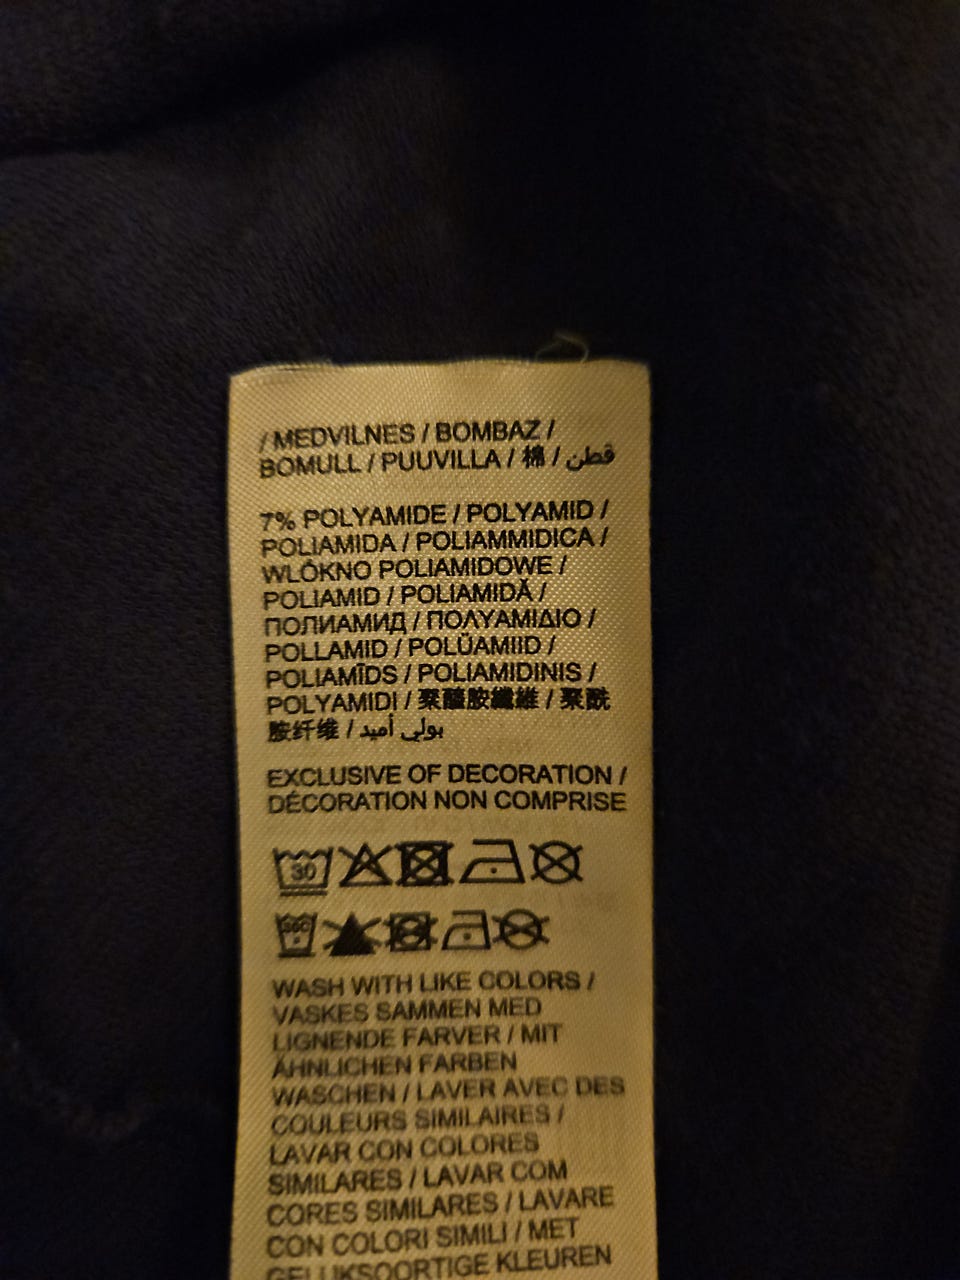 / MEDVILNES / BOMBAZ /
BOMULL / PUUVILLA / 棉 / قطن
7% POLYAMIDE / POLYAMID /
POLIAMIDA / POLIAMMIDICA /
WLÓKNO POLIAMIDOWE /
POLIAMID / POLIAMIDĂ /
ПОЛИАМИД / ΠΟΛΥΑΜΙΔΙΟ /
POLLAMID / POLÜAMIID /
POLIAMĪDS / POLIAMIDINIS /
POLYAMIDI / 聚醯胺纖維 / 聚酰
胺纤维 / بولي أميد
EXCLUSIVE OF DECORATION /
DÉCORATION NON COMPRISE
30
WASH WITH LIKE COLORS /
VASKES SAMMEN MED
LIGNENDE FARVER / MIT
ÄHNLICHEN FARBEN
WASCHEN / LAVER AVEC DES
COULEURS SIMILAIRES /
LAVAR CON COLORES
SIMILARES / LAVAR COM
CORES SIMILARES / LAVARE
CON COLORI SIMILI / MET
GELIJKSOORTIGE KLEUREN